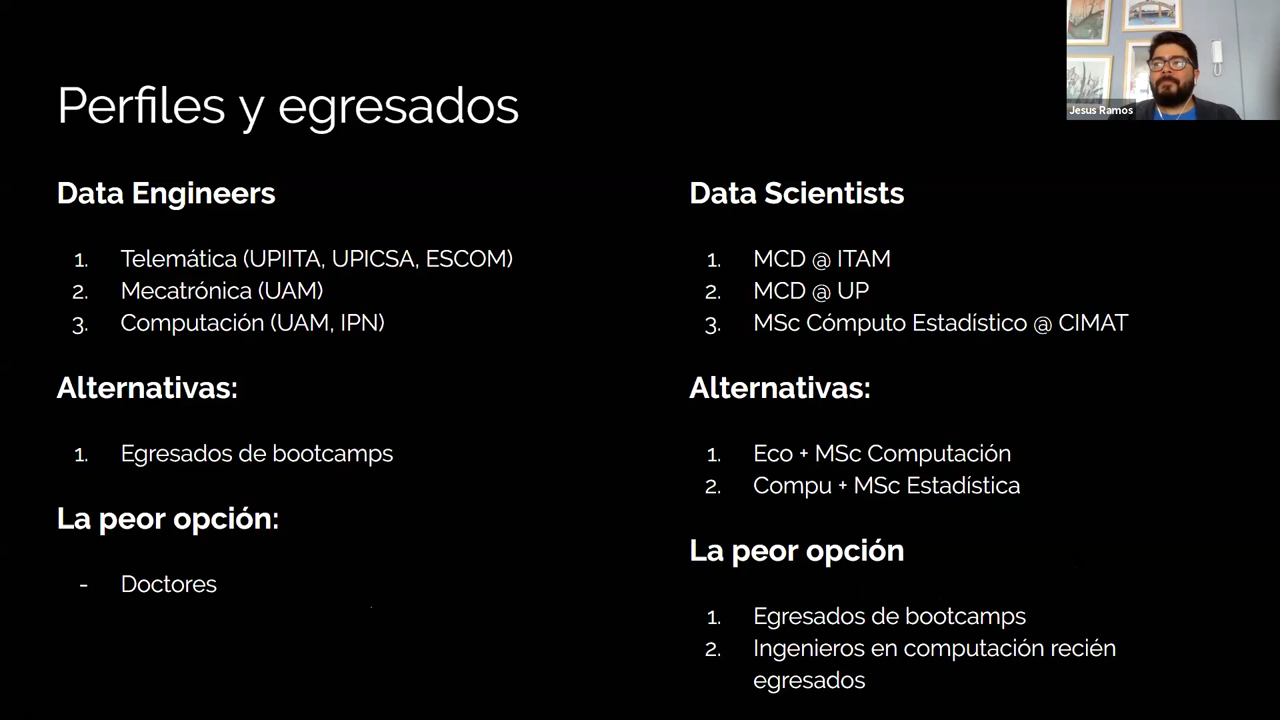 Perfiles y egresados
Jesus Ramos
Data Engineers
1. Telemática (UPIITA, UPICSA, ESCOM)
2. Mecatrónica (UAM)
3. Computación (UAM, IPN)
Alternativas:
1. Egresados de bootcamps
La peor opción:
- Doctores
Data Scientists
1. MCD @ ITAM
2. MCD @ UP
3. MSc Cómputo Estadístico @ CIMAT
Alternativas:
1. Eco + MSc Computación
2. Compu + MSc Estadística
La peor opción
1. Egresados de bootcamps
2. Ingenieros en computación recién
egresados